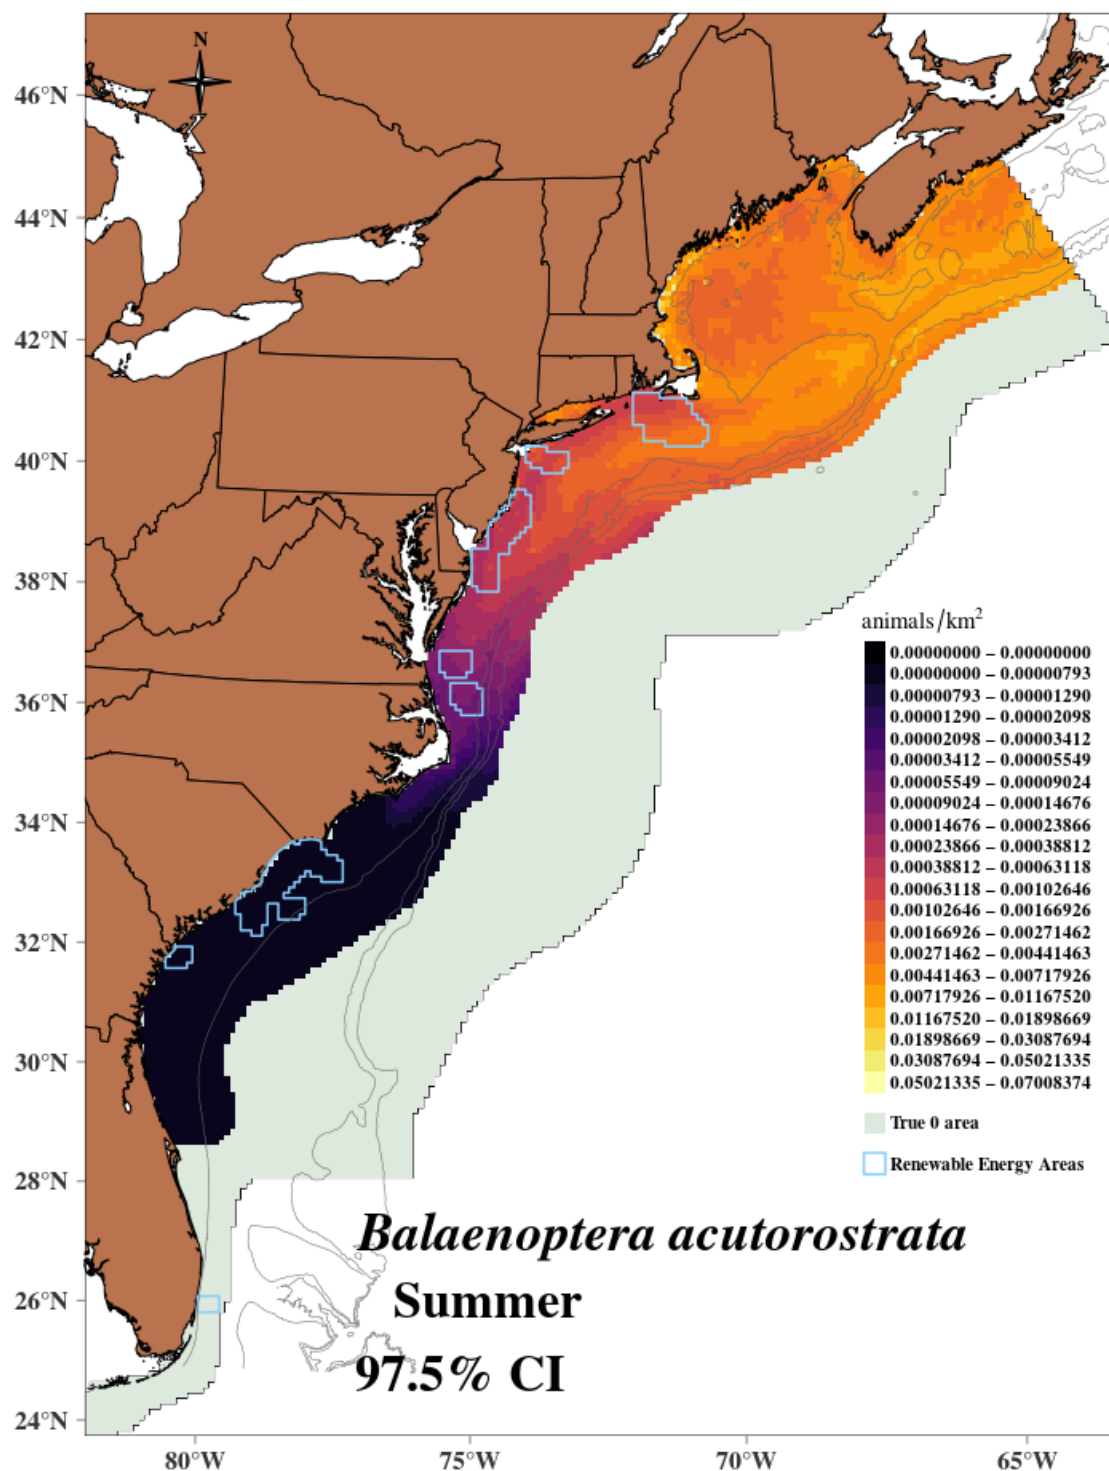 N
46°N
44°N
42°N
40°N
38°N
36°N
34°N
32°N
30°N
28°N
26°N
24°N
animals/km²
0.00000000 – 0.00000000
0.00000000 – 0.00000793
0.00000793 – 0.00001290
0.00001290 – 0.00002098
0.00002098 – 0.00003412
0.00003412 – 0.00005549
0.00005549 – 0.00009024
0.00009024 – 0.00014676
0.00014676 – 0.00023866
0.00023866 – 0.00038812
0.00038812 – 0.00063118
0.00063118 – 0.00102646
0.00102646 – 0.00166926
0.00166926 – 0.00271462
0.00271462 – 0.00441463
0.00441463 – 0.00717926
0.00717926 – 0.01167520
0.01167520 – 0.01898669
0.01898669 – 0.03087694
0.03087694 – 0.05021335
0.05021335 – 0.07008374
True 0 area
Renewable Energy Areas
Balaenoptera acutorostrata
Summer
97.5% CI
80°W 75°W 70°W 65°W